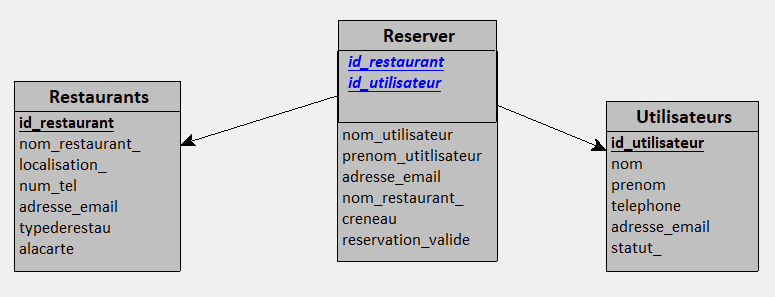 Restaurants
id_restaurant
nom_restaurant_
localisation_
num_tel
adresse_email
typederestau
alacarte
Reserver
id_restaurant
id_utilisateur
nom_utilisateur
prenom_utitlisateur
adresse_email
nom_restaurant_
creneau
reservation_valide
Utilisateurs
id_utilisateur
nom
prenom
telephone
adresse_email
statut_